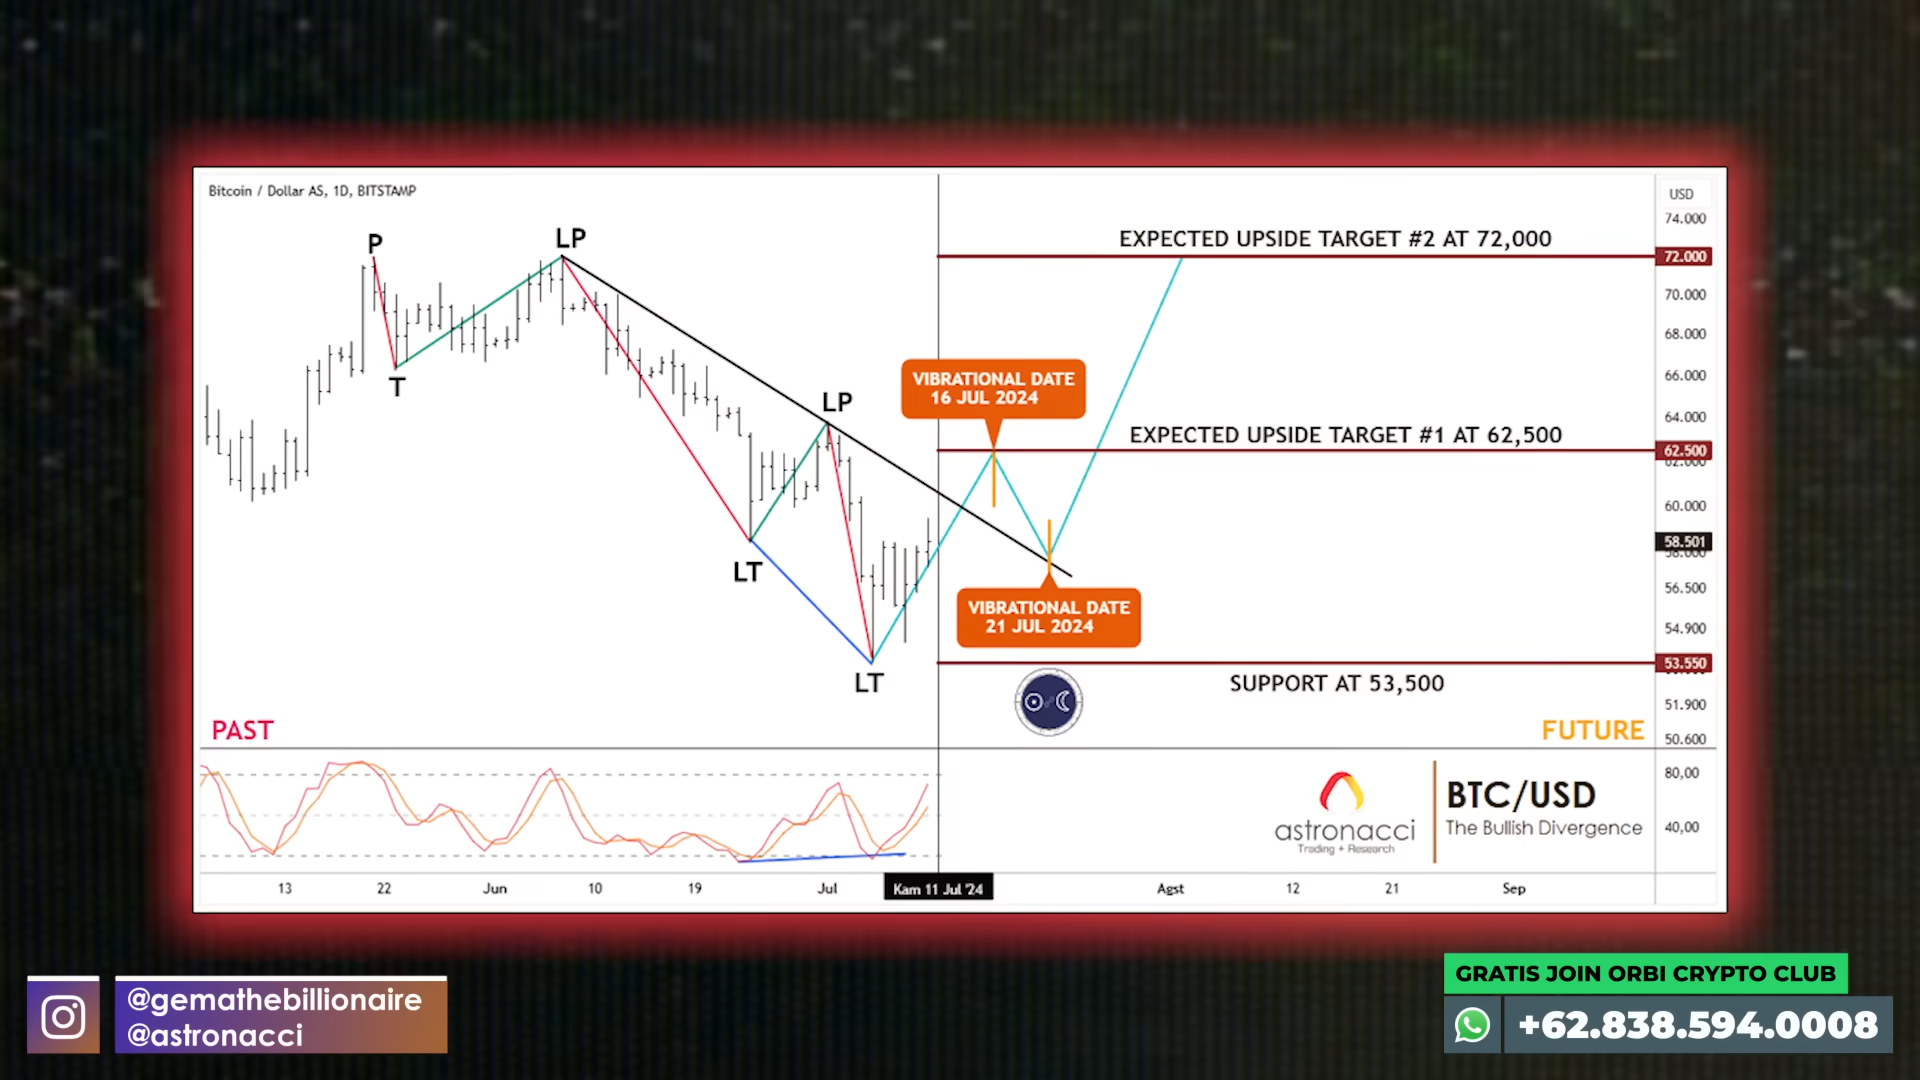 Bitcoin / Dollar AS, 1D, BITSTAMP
USD
74.000
P
LP
EXPECTED UPSIDE TARGET #2 AT 72,000
72.000
70.000
68.000
T
66.000
VIBRATIONAL DATE
16 JUL 2024
LP
64.000
EXPECTED UPSIDE TARGET #1 AT 62,500
62.500
62.000
60.000
58.501
58.000
LT
56.500
VIBRATIONAL DATE
21 JUL 2024
54.900
53.550
LT
SUPPORT AT 53,500
51.900
PAST
FUTURE
50.600
80,00
astronacci
Trading + Research
BTC/USD
The Bullish Divergence
40,00
13
22
Jun
10
19
Jul
Kam 11 Jul '24
Agst
12
21
Sep
@gemathebillionaire
@astronacci
GRATIS JOIN ORBI CRYPTO CLUB
+62.838.594.0008